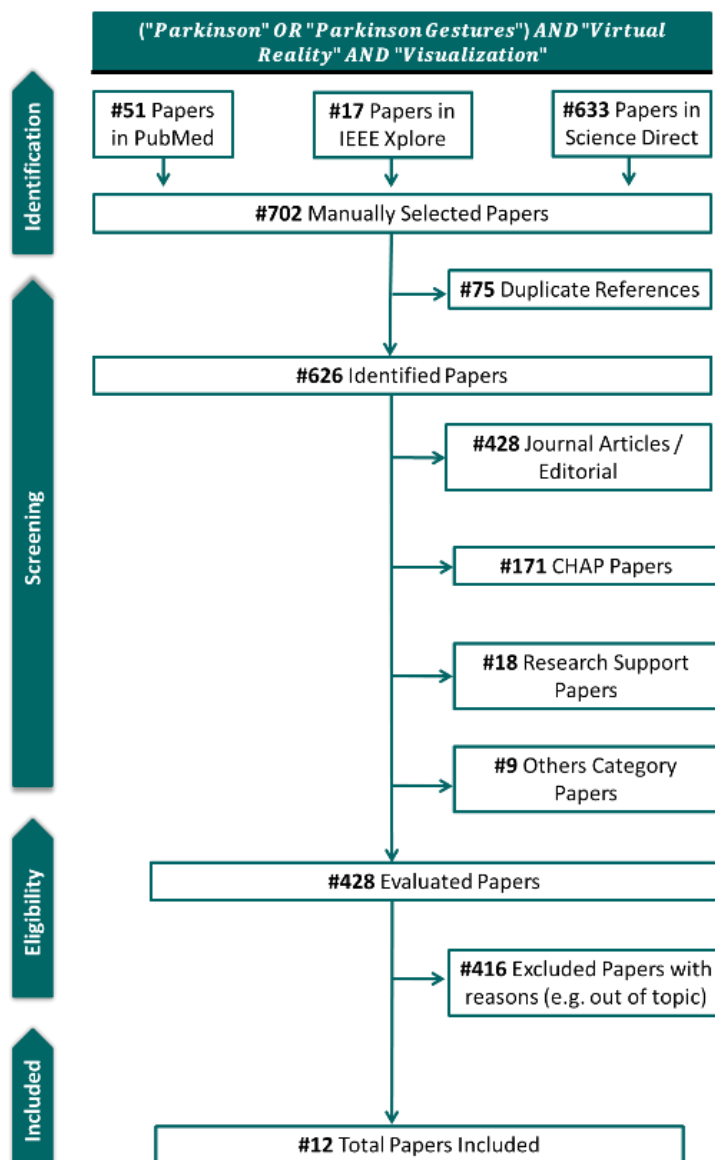 ("Parkinson" OR "Parkinson Gestures") AND "Virtual
Reality" AND "Visualization"
Identification
#51 Papers
in PubMed
#17 Papers in
IEEE Xplore
#633 Papers in
Science Direct
#702 Manually Selected Papers
Screening
#75 Duplicate References
#626 Identified Papers
#428 Journal Articles /
Editorial
#171 CHAP Papers
#18 Research Support
Papers
#9 Others Category
Papers
Eligibility
#428 Evaluated Papers
#416 Excluded Papers with
reasons (e.g. out of topic)
Included
#12 Total Papers Included